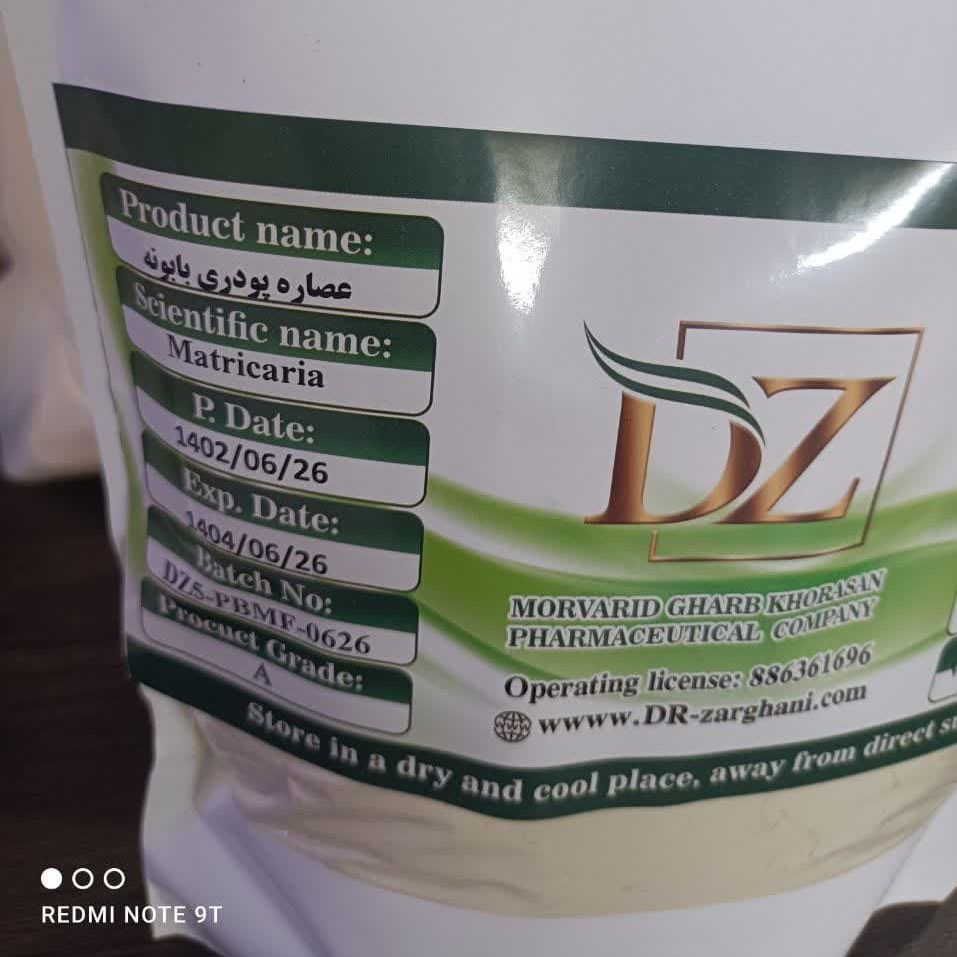 Product name:
عصاره پودری بابونه
Scientific name:
Matricaria
P. Date:
1402/06/26
Exp. Date:
1404/06/26
Batch No:
DZ5-PBMF-0626
Procuct Grade:
A
DZ
MORVARID GHARB KHORASAN
PHARMACEUTICAL COMPANY
Operating license: 886361696
wwww.DR-zarghani.com
Store in a dry and cool place, away from direct
REDMI NOTE 9T